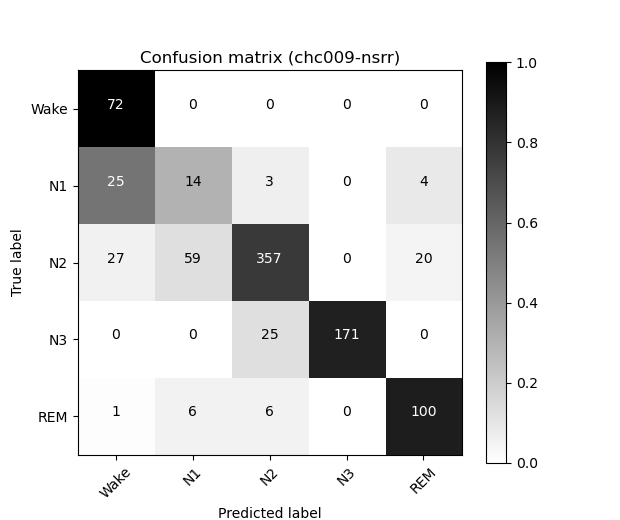 Confusion matrix (chc009-nsrr)
True label
Wake 72 0 0 0 0
N1 25 14 3 0 4
N2 27 59 357 0 20
N3 0 0 25 171 0
REM 1 6 6 0 100
Wake N1 N2 N3 REM
Predicted label
1.0
0.8
0.6
0.4
0.2
0.0